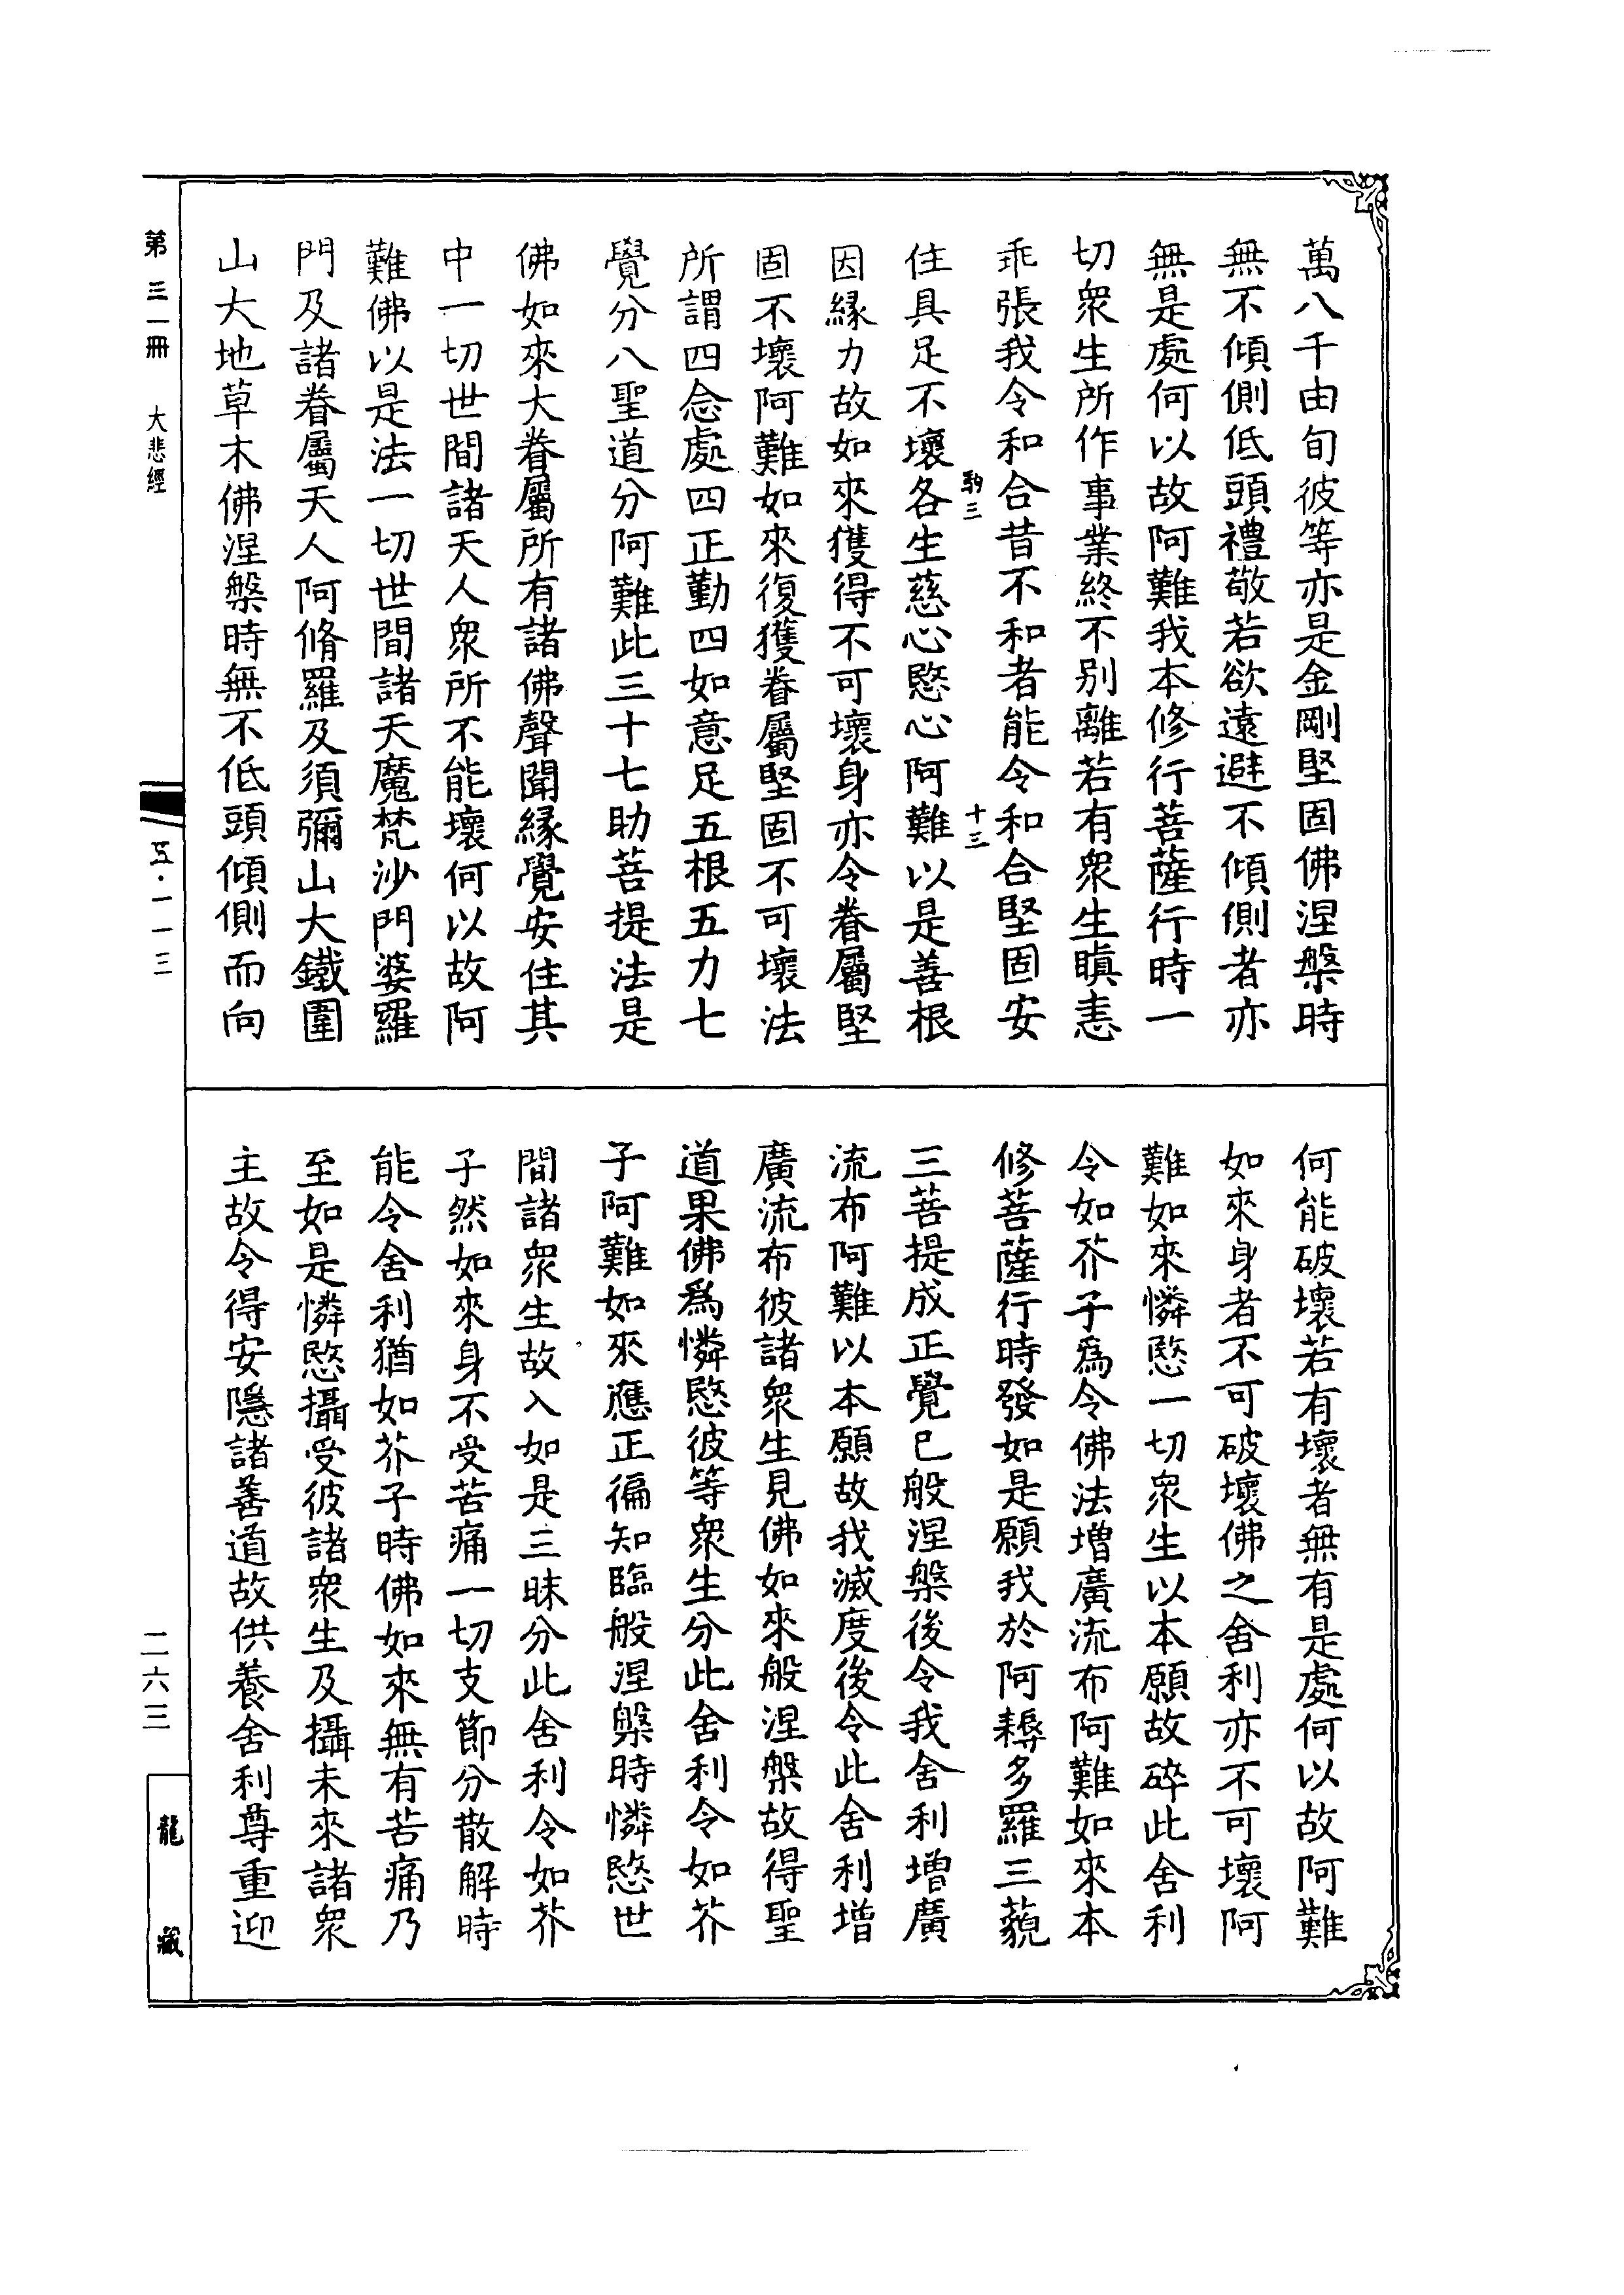 萬八千由旬彼等亦是金剛堅固佛涅槃時
無不傾側低頭禮敬若欲遠避不傾側者亦
無是處何以故阿難我本修行菩薩行時一
切眾生所作事業終不別離若有眾生瞋恚
乖張我令和合昔不和者能令和合堅固安
住具足不壞各生慈心愍心阿難以是善根
因緣力故如來獲得不可壞身亦令眷屬堅
固不壞阿難如來復獲眷屬堅固不可壞法
所謂四念處四正勤四如意足五根五力七
覺分八聖道分阿難此三十七助菩提法是
佛如來大眷屬所有諸佛聲聞緣覺安住其
中一切世間諸天人眾所不能壞何以故阿
難佛以是法一切世間諸天魔梵沙門婆羅
門及諸眷屬天人阿脩羅及須彌山大鐵圍
山大地草木佛涅槃時無不低頭傾側而向
駒三
十三
何能破壞若有壞者無有是處何以故阿難
如來身者不可破壞佛之舍利亦不可壞阿
難如來憐愍一切眾生以本願故碎此舍利
令如芥子為令佛法增廣流布阿難如來本
修菩薩行時發如是願我於阿耨多羅三藐
三菩提成正覺已般涅槃後令我舍利增廣
流布阿難以本願故我滅度後令此舍利增
廣流布彼諸眾生見佛如來般涅槃故得聖
道果佛為憐愍彼等眾生分此舍利令如芥
子阿難如來應正徧知臨般涅槃時憐愍世
間諸眾生故入如是三昧分此舍利令如芥
子然如來身不受苦痛一切支節分散解時
能令舍利猶如芥子時佛如來無有苦痛乃
至如是憐愍攝受彼諸眾生及攝未來諸眾
主故令得安隱諸善道故供養舍利尊重迎
第三一冊
大悲經
五·一一三
二六三
龍藏